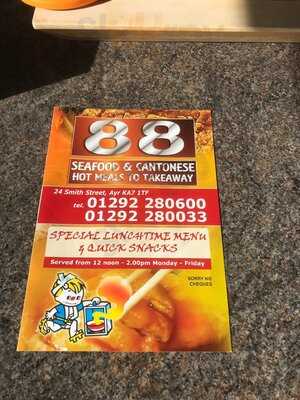 88
SEAFOOD & CANTONESE
HOT MEALS TO TAKEAWAY
24 Smith Street, Ayr KA7 1TF
tel. 01292 280600
01292 280033
SPECIAL LUNCHTIME MENU
& QUICK SNACKS
Served from 12 noon - 2.00pm Monday - Friday
SORRY NO
CHEQUES